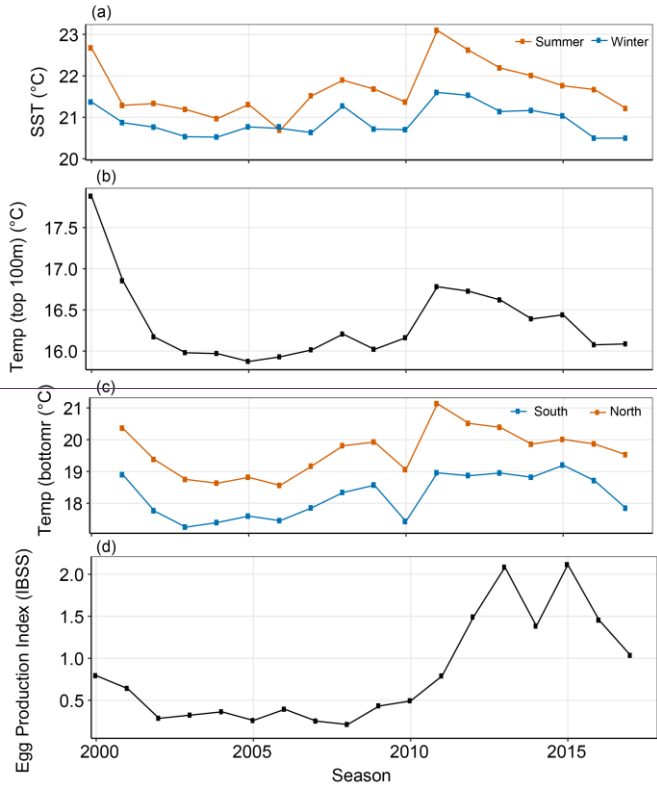 (a)
SST (°C)
23
22
21
20
Summer
Winter
(b)
Temp (top 100m) (°C)
17.5
17.0
16.5
16.0
(c)
Temp (bottomr (°C)
21
20
19
18
South
North
(d)
Egg Production Index (IBSS)
2.0
1.5
1.0
0.5
2000
2005
2010
2015
Season